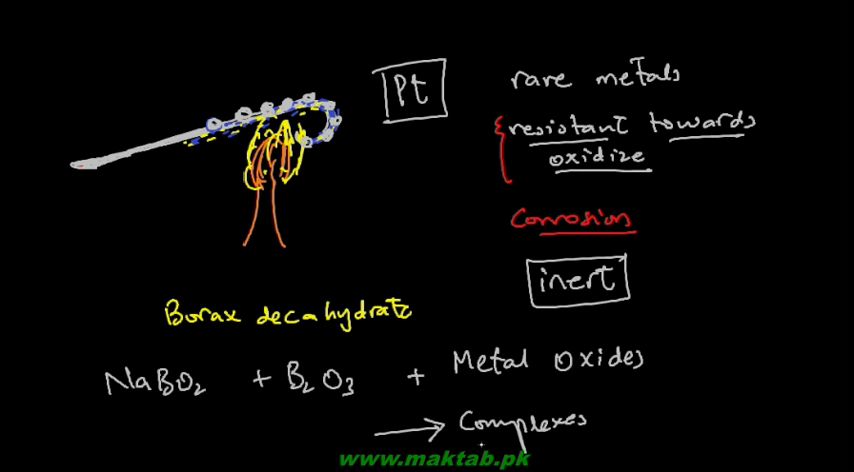 Pt
rare metals
resistant towards
oxidize
Corrosion
inert
Borax decahydrate
NaBO2 + B2O3 + Metal Oxides
→ Complexes
www.maktab.pk